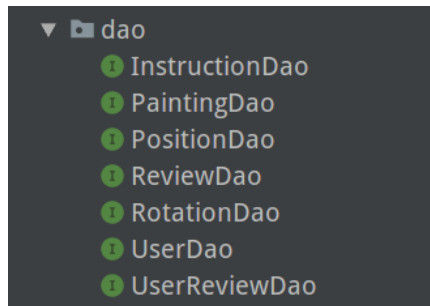 dao
I InstructionDao
I PaintingDao
I PositionDao
I ReviewDao
I RotationDao
I UserDao
I UserReviewDao